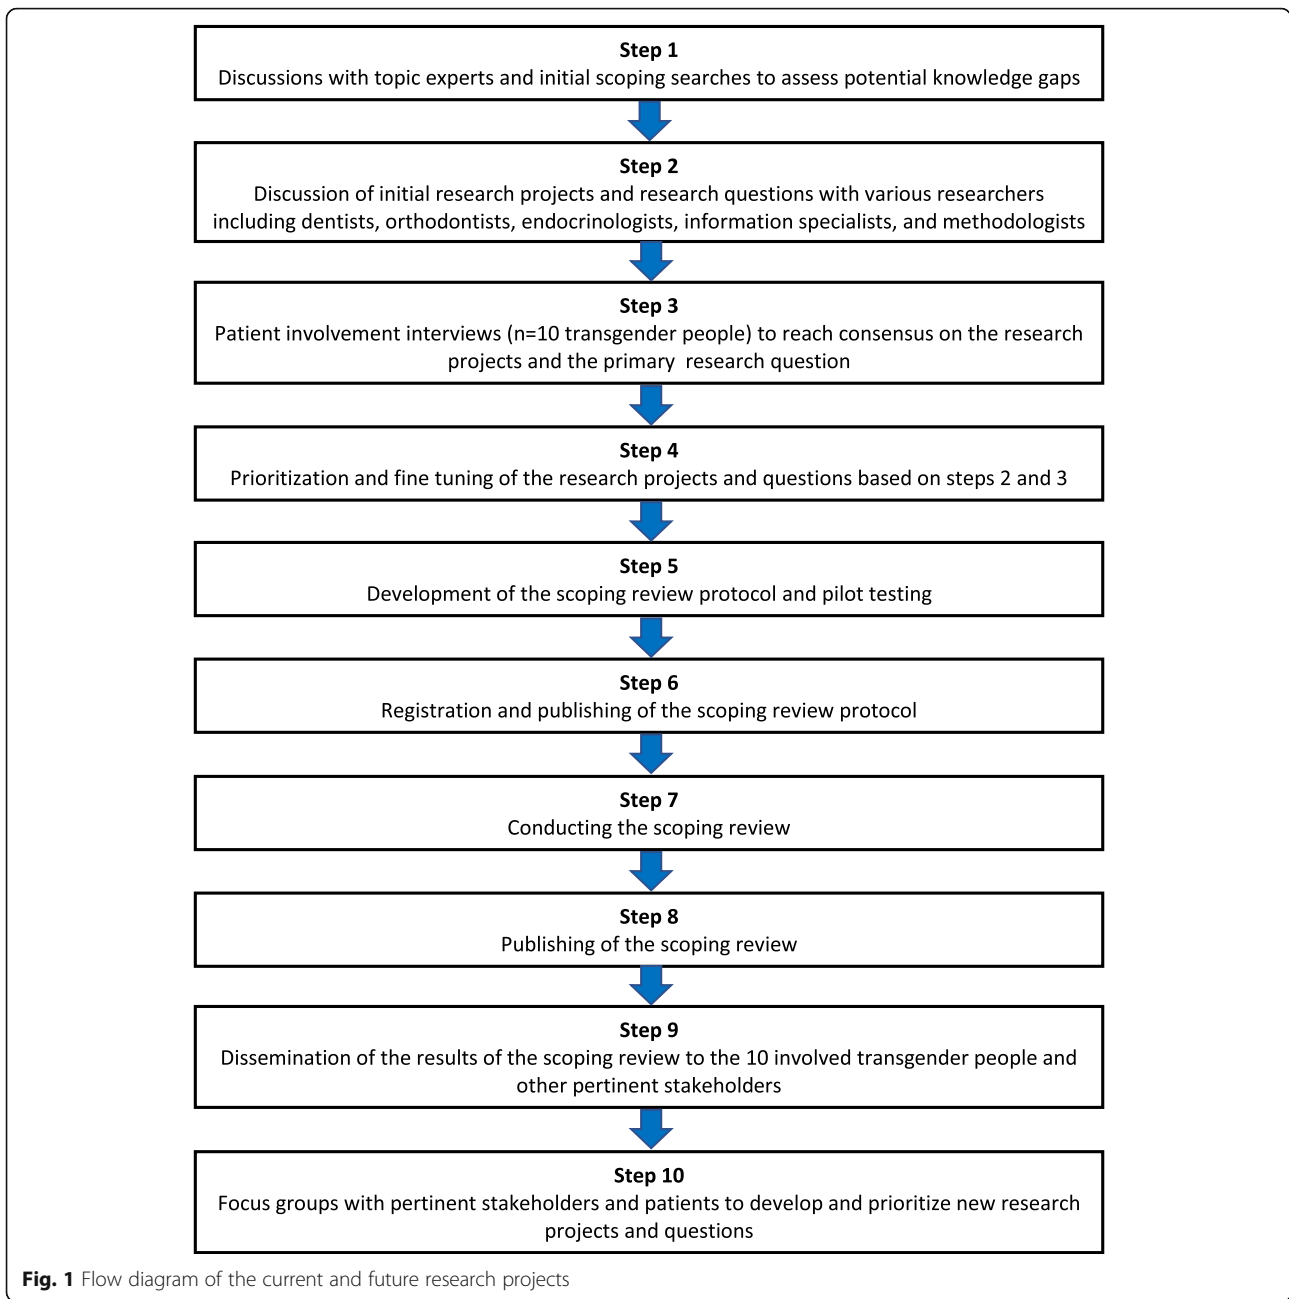 Step 1
Discussions with topic experts and initial scoping searches to assess potential knowledge gaps
Step 2
Discussion of initial research projects and research questions with various researchers
including dentists, orthodontists, endocrinologists, information specialists, and methodologists
Step 3
Patient involvement interviews (n=10 transgender people) to reach consensus on the research
projects and the primary  research question
Step 4
Prioritization and fine tuning of the research projects and questions based on steps 2 and 3
Step 5
Development of the scoping review protocol and pilot testing
Step 6
Registration and publishing of the scoping review protocol
Step 7
Conducting the scoping review
Step 8
Publishing of the scoping review
Step 9
Dissemination of the results of the scoping review to the 10 involved transgender people and
other pertinent stakeholders
Step 10
Focus groups with pertinent stakeholders and patients to develop and prioritize new research
projects and questions
Fig. 1 Flow diagram of the current and future research projects